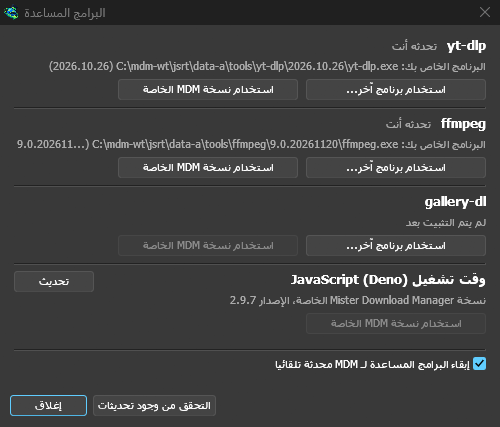 البرامج المساعدة
yt-dlp تحدثه أنت
البرنامج الخاص بك: C:\mdm-wt\jsrt\data-a\tools\yt-dlp\2026.10.26\yt-dlp.exe (2026.10.26)
استخدام برنامج آخر...
استخدام نسخة MDM الخاصة
ffmpeg تحدثه أنت
البرنامج الخاص بك: C:\mdm-wt\jsrt\data-a\tools\ffmpeg\9.0.20261120\ffmpeg.exe (9.0.202611...)
استخدام برنامج آخر...
استخدام نسخة MDM الخاصة
gallery-dl
لم يتم التثبيت بعد
استخدام برنامج آخر...
استخدام نسخة MDM الخاصة
وقت تشغيل JavaScript (Deno)
تحديث
نسخة Mister Download Manager الخاصة، الإصدار 2.9.7
استخدام نسخة MDM الخاصة
إبقاء البرامج المساعدة لـ MDM محدثة تلقائيا
التحقق من وجود تحديثات
إغلاق